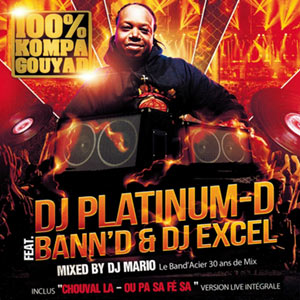 100%
KOMPA
GOUYAD
DJ PLATINUM-D
FEAT. BANN'D & DJ EXCEL
MIXED BY DJ MARIO Le Band'Acier 30 ans de Mix
INCLUS "CHOUVAL LA - OU PA SA FÉ SA" VERSION LIVE INTÉGRALE